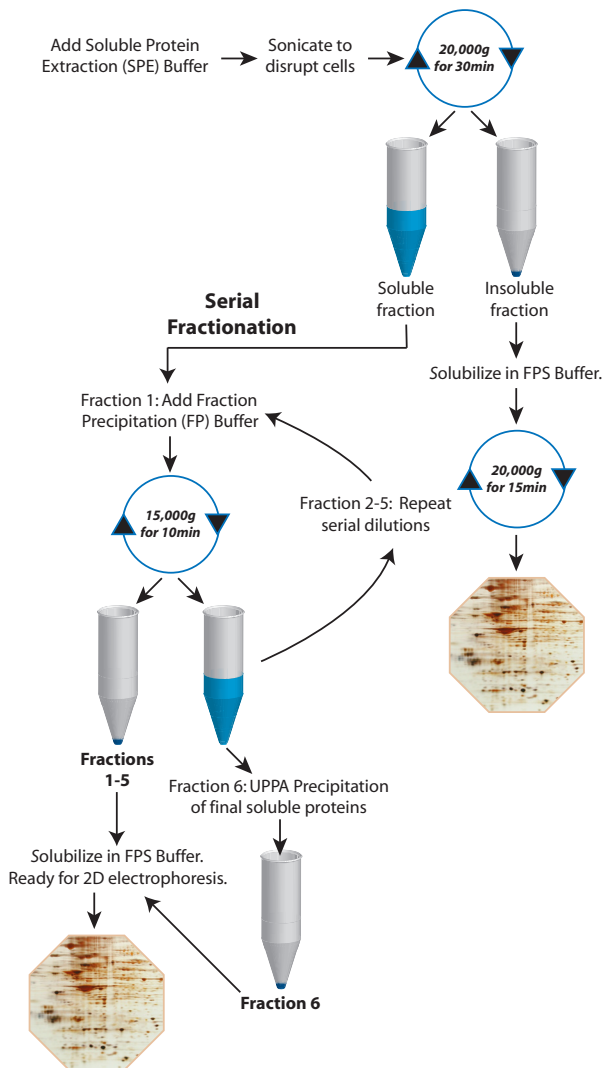 Add Soluble Protein
Extraction (SPE) Buffer
Sonicate to
disrupt cells
20,000g
for 30min
Soluble
fraction
Insoluble
fraction
Serial
Fractionation
Solubilize in FPS Buffer.
Fraction 1: Add Fraction
Precipitation (FP) Buffer
20,000g
for 15min
15,000g
for 10min
Fraction 2-5: Repeat
serial dilutions
Fractions
1-5
Fraction 6: UPPA Precipitation
of final soluble proteins
Solubilize in FPS Buffer.
Ready for 2D electrophoresis.
Fraction 6